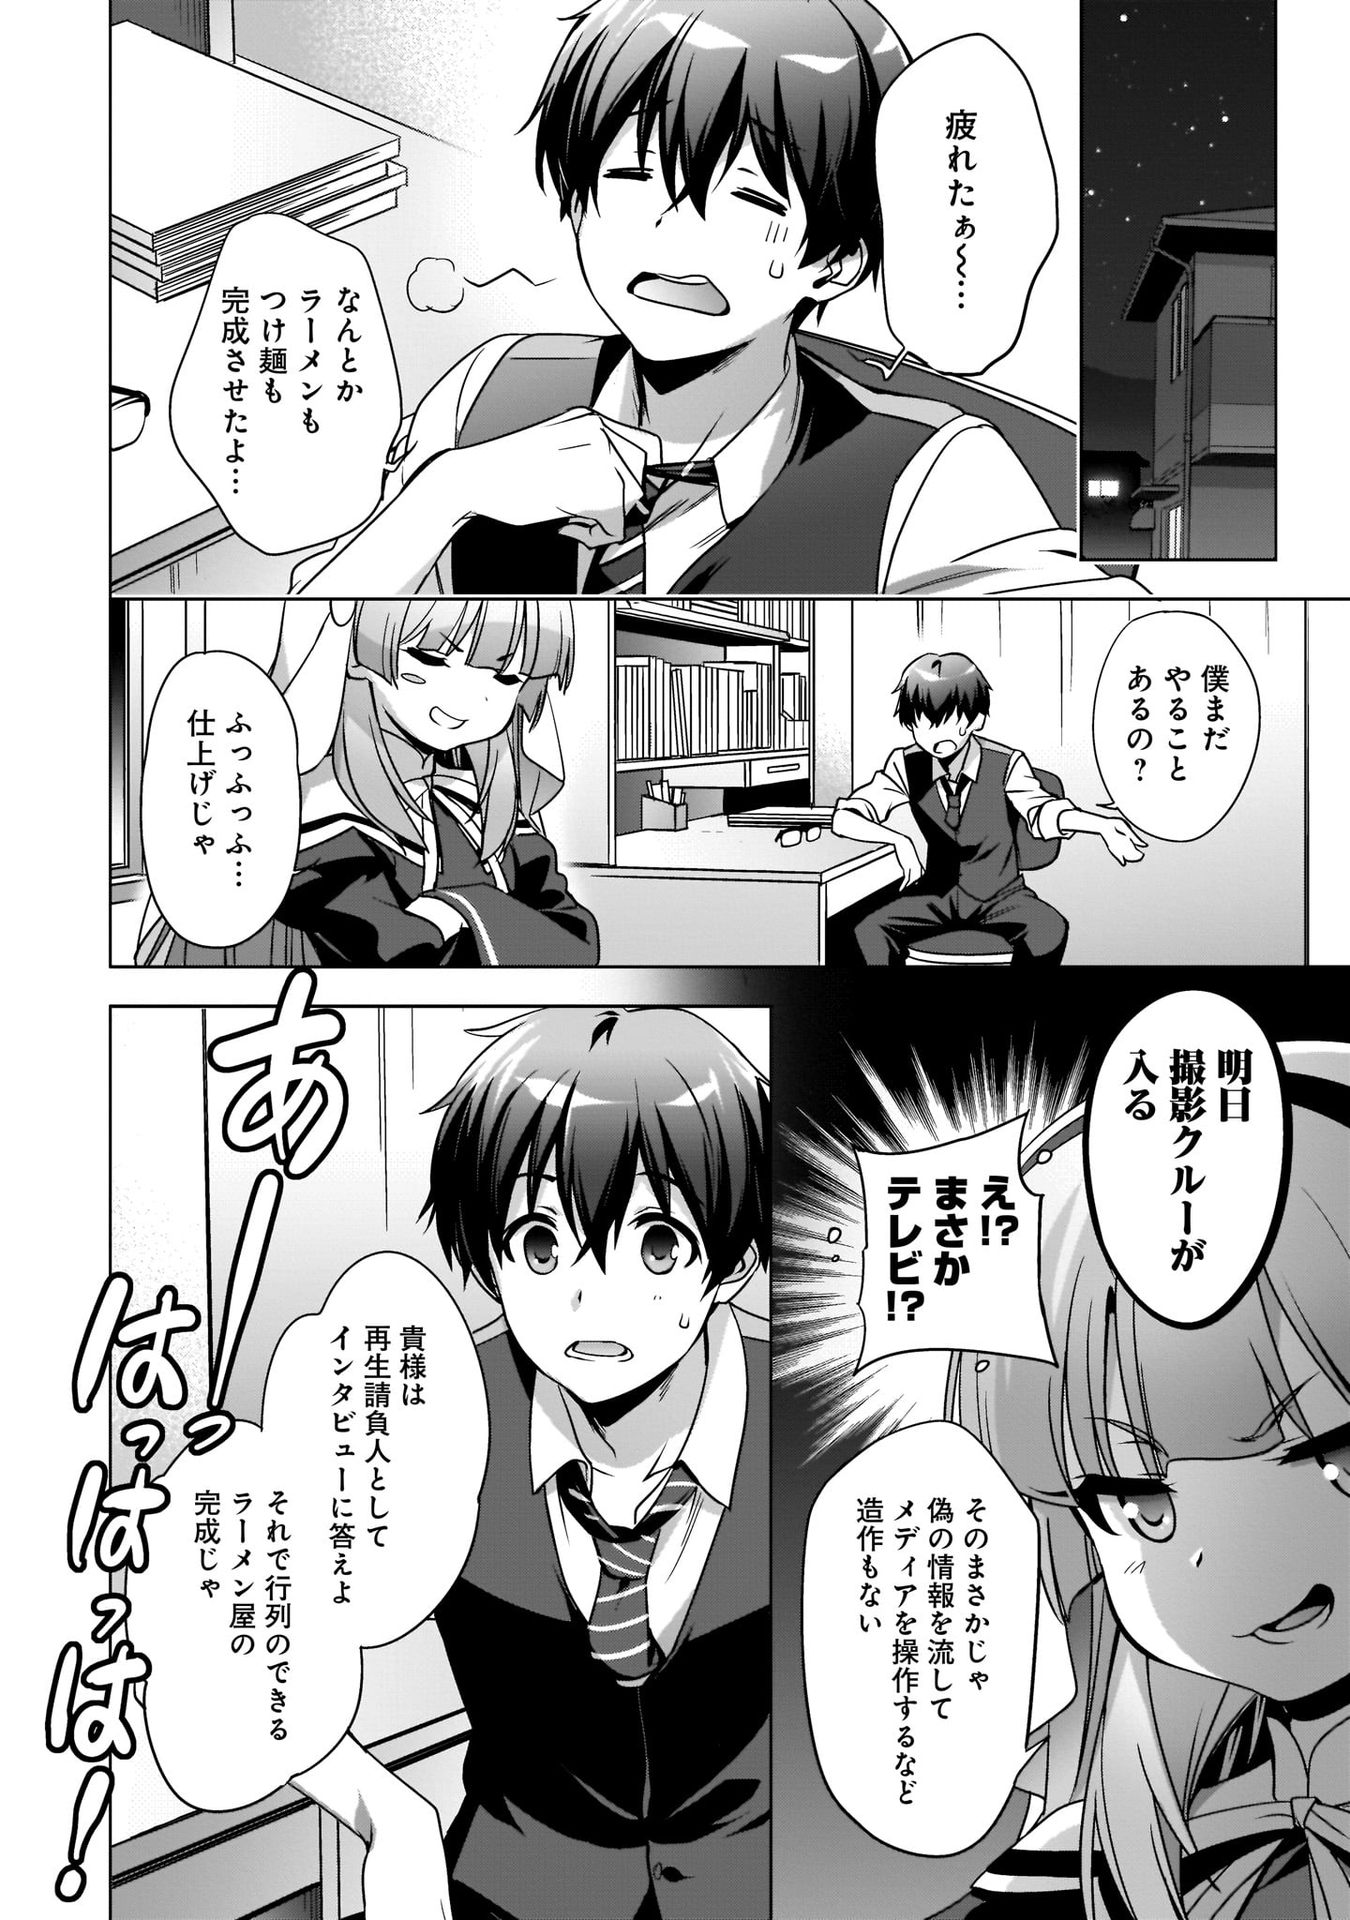 疲れたぁ～…
なんとか
ラーメンも
つけ麺も
完成させたよ…
僕まだ
やること
あるの？
ふっふっふ…
仕上げじゃ
明日
撮影クルーが
入る
え!?
まさか
テレビ!?
そのまさかじゃ
偽の情報を流して
メディアを操作するなど
造作もない
貴様は
再生請負人として
インタビューに答えよ
それで行列のできる
ラーメン屋の
完成じゃ
あーっ
はっはっはっは!